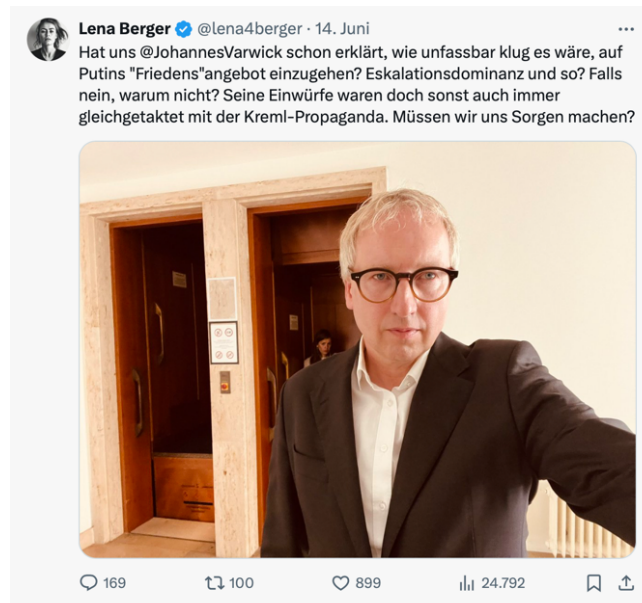 Lena Berger @lena4berger · 14. Juni
Hat uns @JohannesVarwick schon erklärt, wie unfassbar klug es wäre, auf
Putins "Friedens"angebot einzugehen? Eskalationsdominanz und so? Falls
nein, warum nicht? Seine Einwürfe waren doch sonst auch immer
gleichgetaktet mit der Kreml-Propaganda. Müssen wir uns Sorgen machen?
169 100 899 24.792